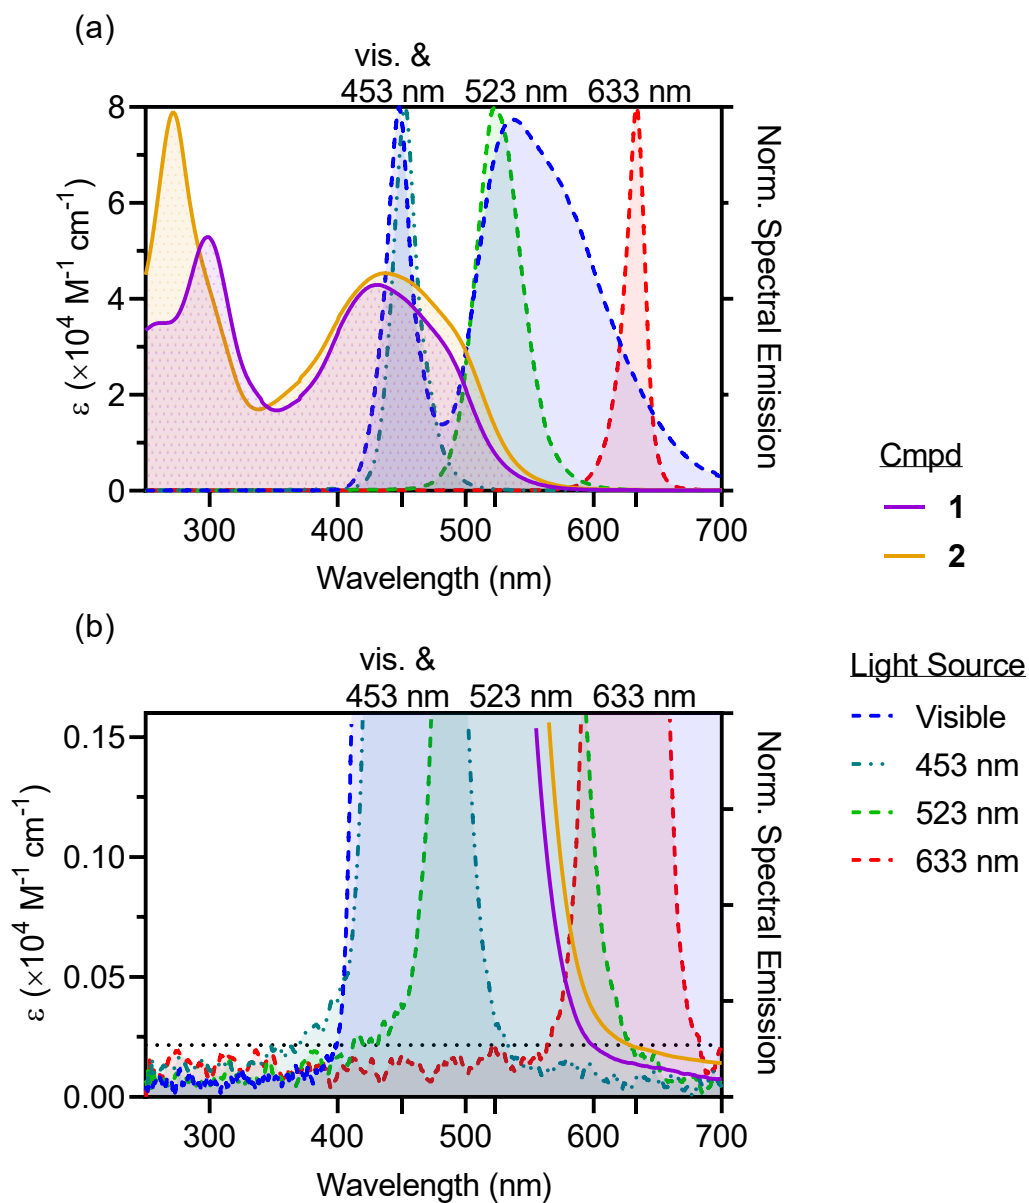 (a)
vis. &
453 nm 523 nm 633 nm
8
6
4
2
0
ε (×10⁴ M⁻¹ cm⁻¹)
Norm. Spectral Emission
300 400 500 600 700
Wavelength (nm)
Cmpd
1
2
(b)
vis. &
453 nm 523 nm 633 nm
0.15
0.10
0.05
0.00
ε (×10⁴ M⁻¹ cm⁻¹)
Norm. Spectral Emission
300 400 500 600 700
Wavelength (nm)
Light Source
Visible
453 nm
523 nm
633 nm